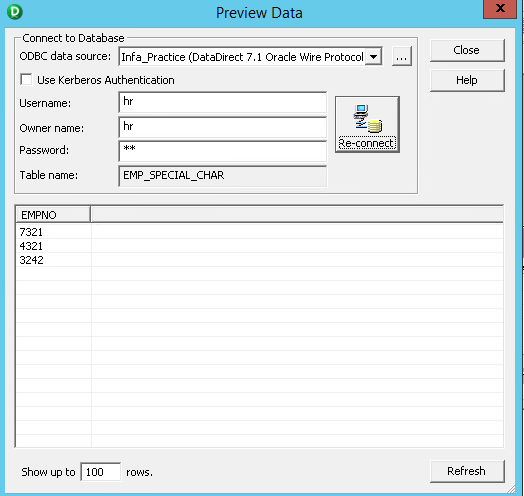 D
Preview Data
x
Connect to Database
ODBC data source: Infa_Practice (DataDirect 7.1 Oracle Wire Protocol ...
Close
Use Kerberos Authentication
Help
Username: hr
Owner name: hr
Password: **
Re-connect
Table name: EMP_SPECIAL_CHAR
EMPNO
7321
4321
3242
Show up to 100 rows.
Refresh